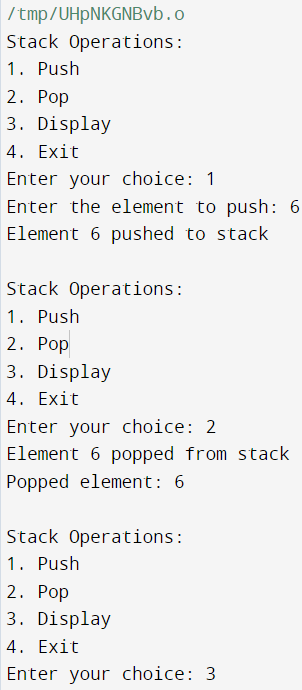 /tmp/UHpNKGNBvb.o
Stack Operations:
1. Push
2. Pop
3. Display
4. Exit
Enter your choice: 1
Enter the element to push: 6
Element 6 pushed to stack
Stack Operations:
1. Push
2. Pop
3. Display
4. Exit
Enter your choice: 2
Element 6 popped from stack
Popped element: 6
Stack Operations:
1. Push
2. Pop
3. Display
4. Exit
Enter your choice: 3